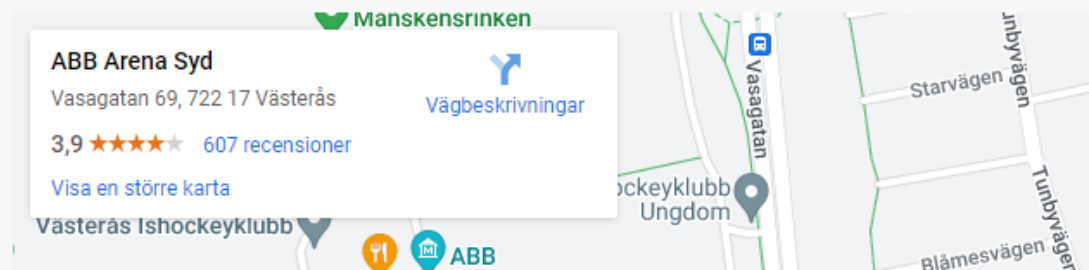 Månskensrinken
ABB Arena Syd
Vasagatan 69, 722 17 Västerås
Vägbeskrivningar
3,9
607 recensioner
Visa en större karta
Västerås Ishockeyklubb
ABB
ockeyklubb
Ungdom
Vasagatan
Starvägen
Tunbyvägen
Tunbyvägen
Blåmesvägen